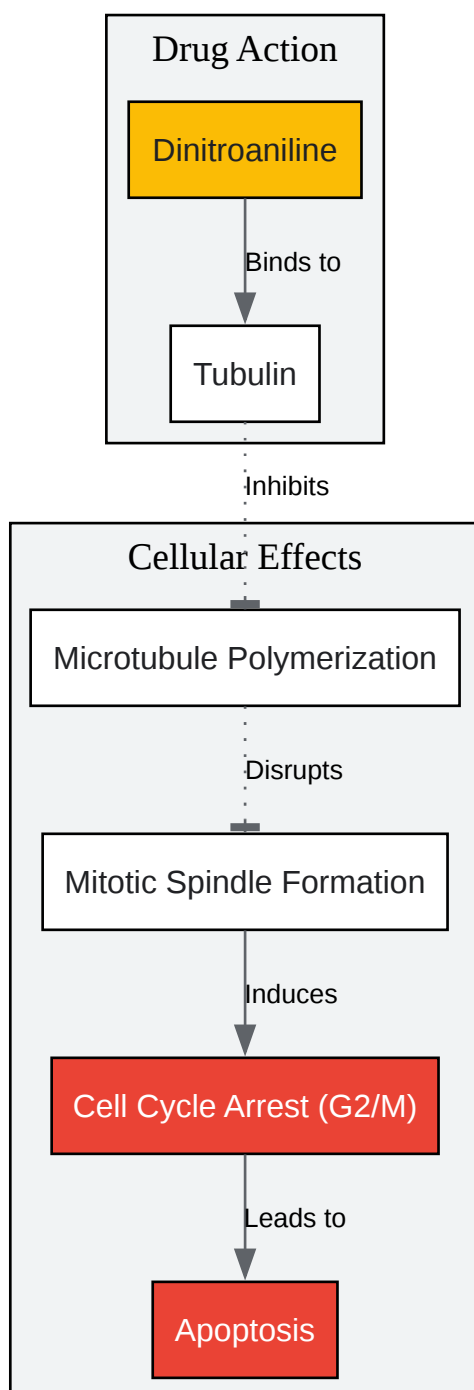 Drug Action
Dinitroaniline
Binds to
Tubulin
Inhibits
Cellular Effects
Microtubule Polymerization
Disrupts
Mitotic Spindle Formation
Induces
Cell Cycle Arrest (G2/M)
Leads to
Apoptosis